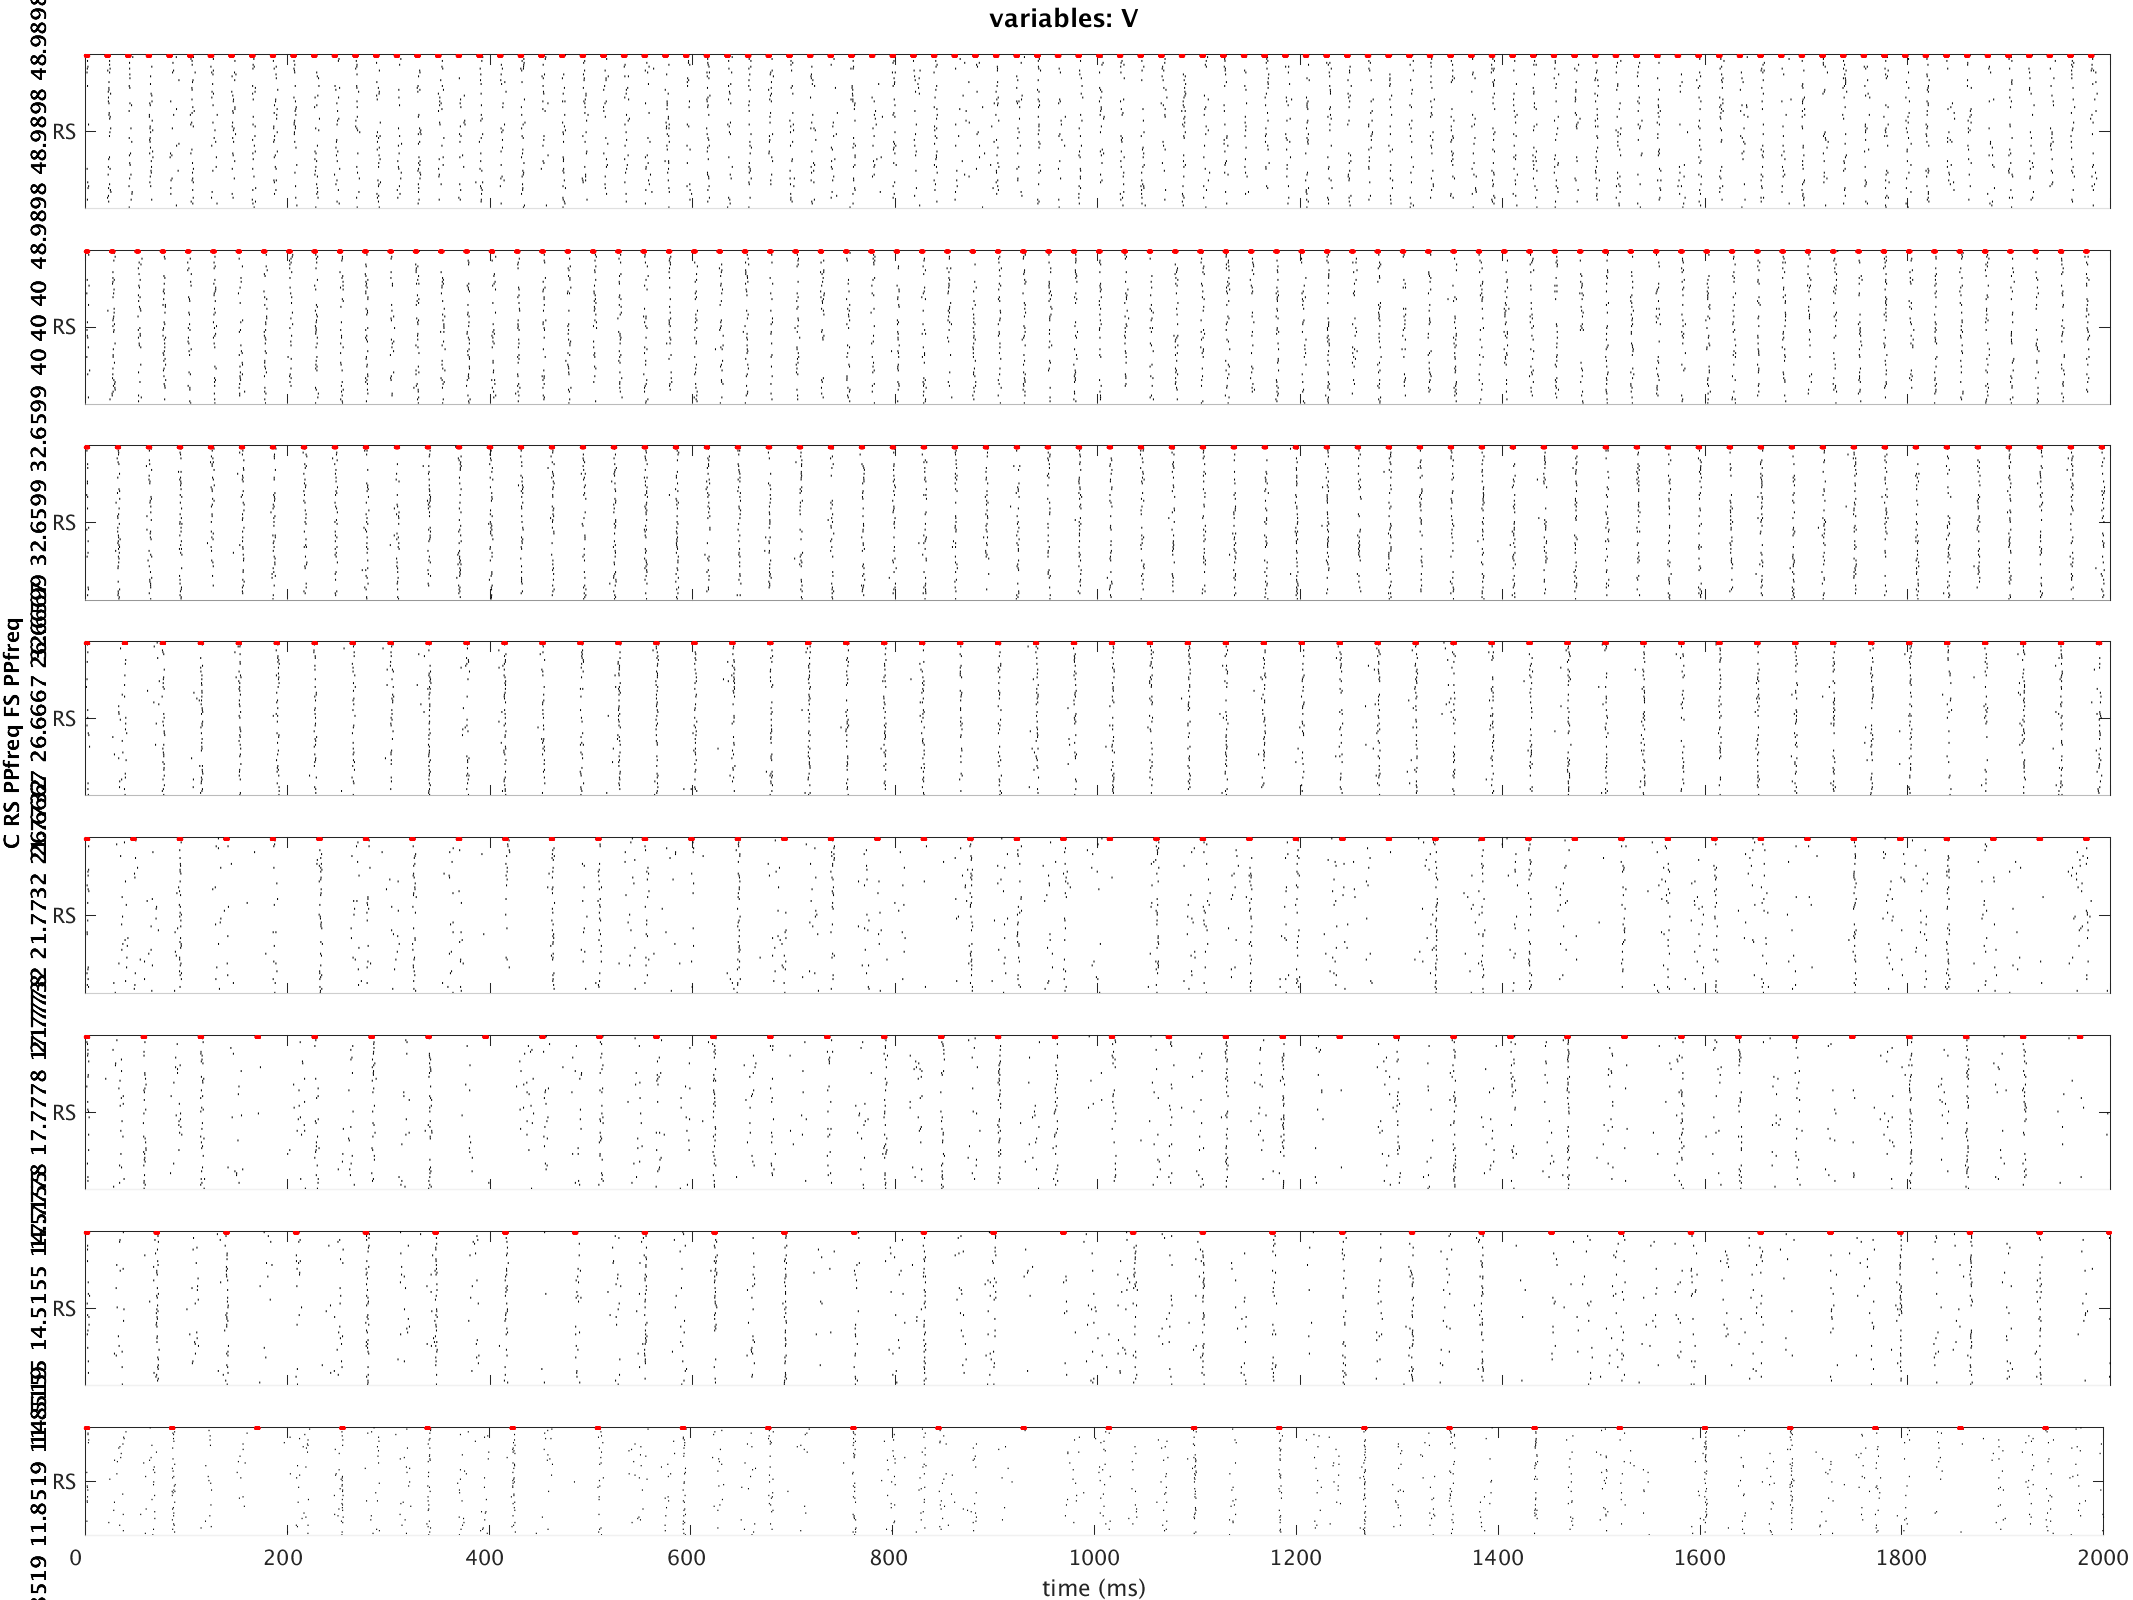 variables: V
C RS PPfreq FS PPfreq
48.9898 48.9898 48.9898
RS
40 40 40
RS
32.6599 32.6599
RS
26.6667
RS
21.7732
RS
17.7778
RS
14.5155
RS
11.8519
RS
0 200 400 600 800 1000 1200 1400 1600 1800 2000
time (ms)